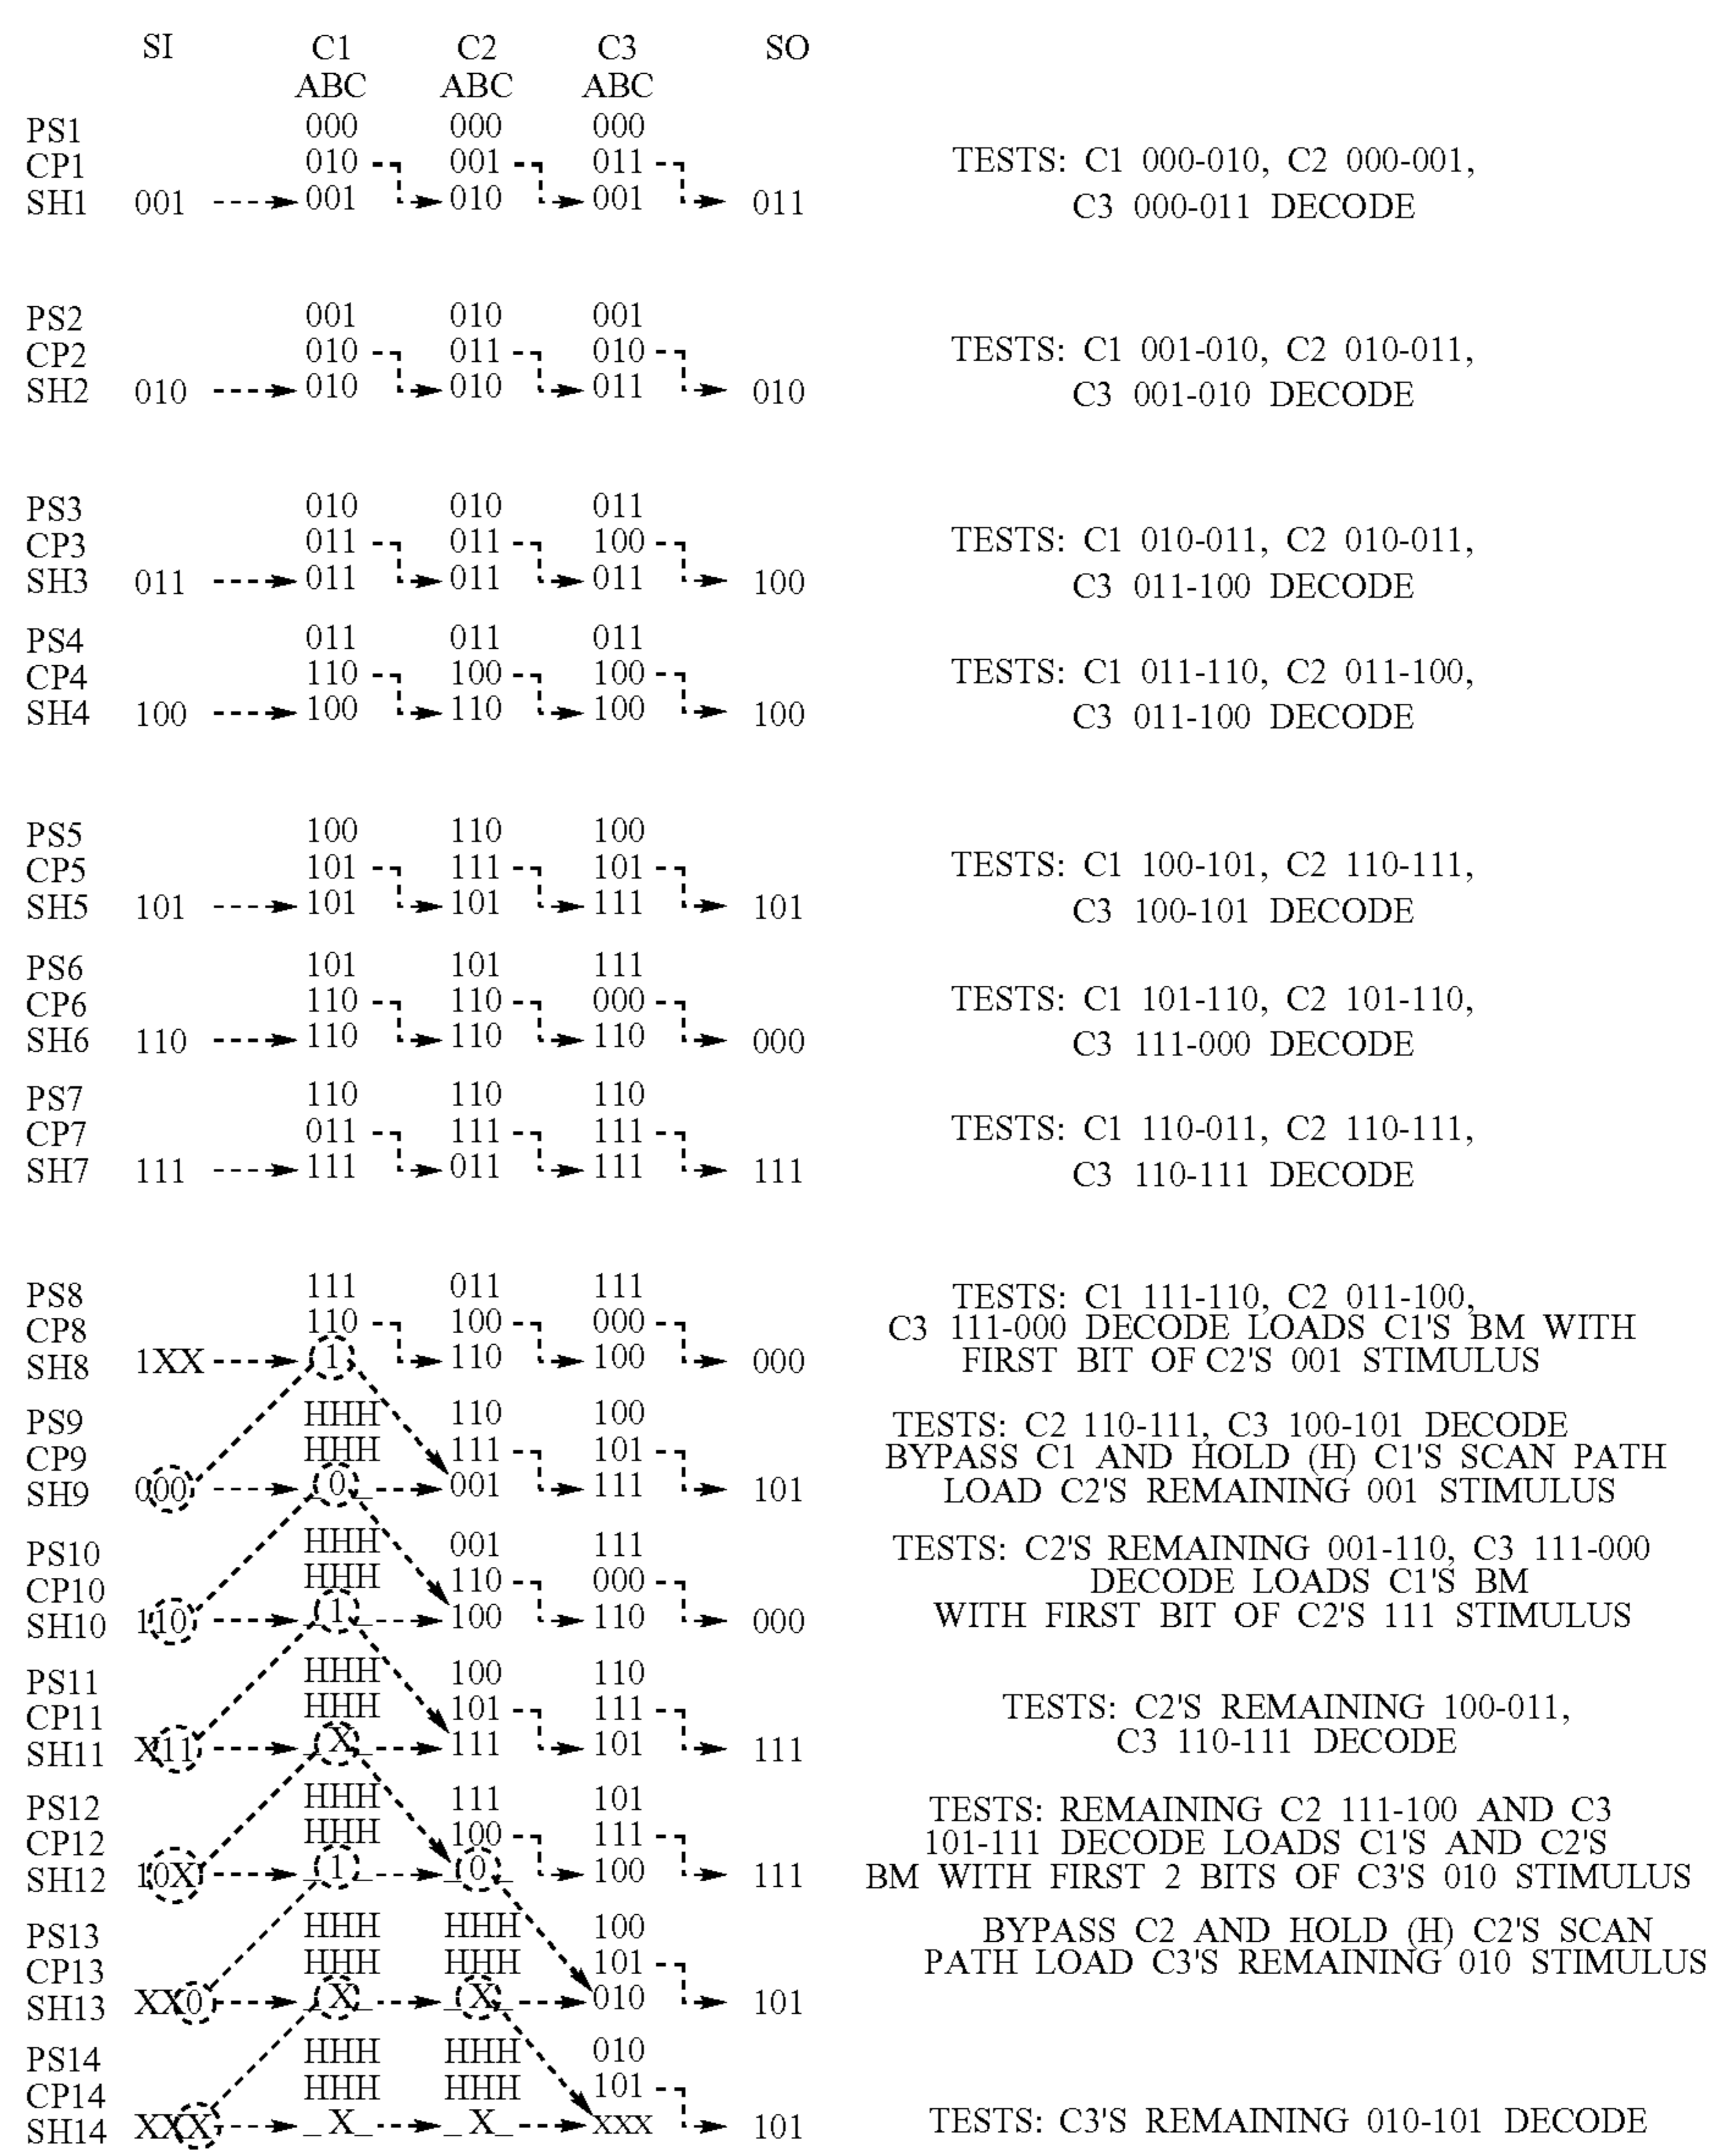 SI C1 C2 C3 SO
ABC ABC ABC
PS1 000 000 000
CP1 010 001 011 TESTS: C1 000-010, C2 000-001,
SH1 001 001 010 001 011 C3 000-011 DECODE
PS2 001 010 001
CP2 010 011 010 TESTS: C1 001-010, C2 010-011,
SH2 010 010 010 011 010 C3 001-010 DECODE
PS3 010 010 011
CP3 011 011 100 TESTS: C1 010-011, C2 010-011,
SH3 011 011 011 011 100 C3 011-100 DECODE
PS4 011 011 011
CP4 110 100 100 TESTS: C1 011-110, C2 011-100,
SH4 100 100 110 100 100 C3 011-100 DECODE
PS5 100 110 100
CP5 101 111 101 TESTS: C1 100-101, C2 110-111,
SH5 101 101 101 111 101 C3 100-101 DECODE
PS6 101 101 111
CP6 110 110 000 TESTS: C1 101-110, C2 101-110,
SH6 110 110 110 110 000 C3 111-000 DECODE
PS7 110 110 110
CP7 011 111 111 TESTS: C1 110-011, C2 110-111,
SH7 111 111 011 111 111 C3 110-111 DECODE
PS8 111 011 111 TESTS: C1 111-110, C2 011-100,
CP8 110 100 000 C3 111-000 DECODE LOADS C1'S BM WITH
SH8 1XX 1 110 100 000 FIRST BIT OF C2'S 001 STIMULUS
PS9 HHH 110 100 TESTS: C2 110-111, C3 100-101 DECODE
CP9 HHH 111 101 BYPASS C1 AND HOLD (H) C1'S SCAN PATH
SH9 000 _0_ 001 111 101 LOAD C2'S REMAINING 001 STIMULUS
PS10 HHH 001 111 TESTS: C2'S REMAINING 001-110, C3 111-000
CP10 HHH 110 000 DECODE LOADS C1'S BM
SH10 110 _1_ 100 110 000 WITH FIRST BIT OF C2'S 111 STIMULUS
PS11 HHH 100 110
CP11 HHH 101 111 TESTS: C2'S REMAINING 100-011,
SH11 X11 _X_ 111 101 111 C3 110-111 DECODE
PS12 HHH 111 101 TESTS: REMAINING C2 111-100 AND C3
CP12 HHH 100 111 101-111 DECODE LOADS C1'S AND C2'S
SH12 10X _1_ _0_ 100 111 BM WITH FIRST 2 BITS OF C3'S 010 STIMULUS
PS13 HHH HHH 100 BYPASS C2 AND HOLD (H) C2'S SCAN
CP13 HHH HHH 101 PATH LOAD C3'S REMAINING 010 STIMULUS
SH13 XX0 _X_ _X_ 010 101
PS14 HHH HHH 010
CP14 HHH HHH 101
SH14 XXX _X_ _X_ XXX 101 TESTS: C3'S REMAINING 010-101 DECODE